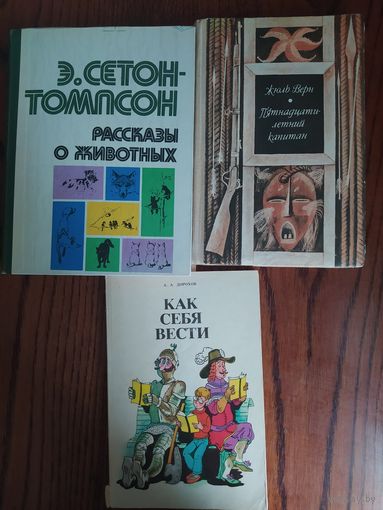 Э. СЕТОН-
ТОМПСОН
РАССКАЗЫ
О ЖИВОТНЫХ
Жюль Верн
Пятнадцати-
летний
капитан
А. А. ДОРОХОВ
КАК
СЕБЯ
ВЕСТИ